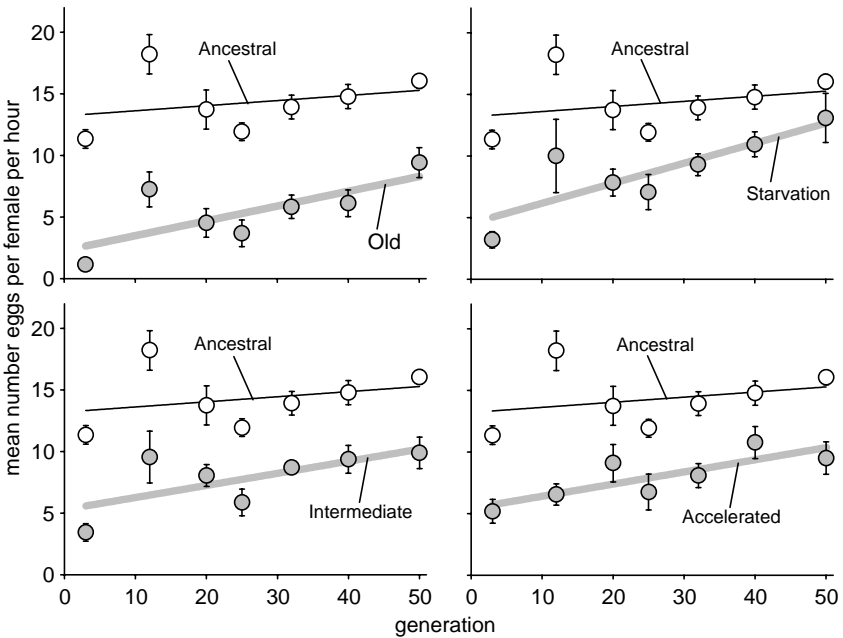 mean number eggs per female per hour
20
15
10
5
0
Ancestral
Old
Ancestral
Starvation
20
15
10
5
0
Ancestral
Intermediate
Ancestral
Accelerated
0 10 20 30 40 50
0 10 20 30 40 50
generation